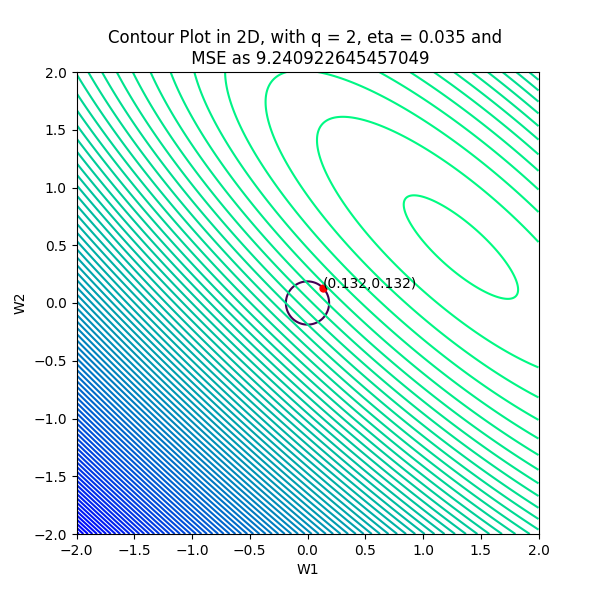 Contour Plot in 2D, with q = 2, eta = 0.035 and
MSE as 9.240922645457049
2.0
1.5
1.0
0.5
0.0
−0.5
−1.0
−1.5
−2.0
W2
(0.132,0.132)
−2.0 −1.5 −1.0 −0.5 0.0 0.5 1.0 1.5 2.0
W1